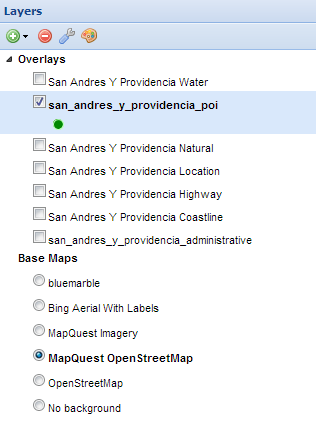 Layers
Overlays
San Andres Y Providencia Water
san_andres_y_providencia_poi
San Andres Y Providencia Natural
San Andres Y Providencia Location
San Andres Y Providencia Highway
San Andres Y Providencia Coastline
san_andres_y_providencia_administrative
Base Maps
bluemarble
Bing Aerial With Labels
MapQuest Imagery
MapQuest OpenStreetMap
OpenStreetMap
No background